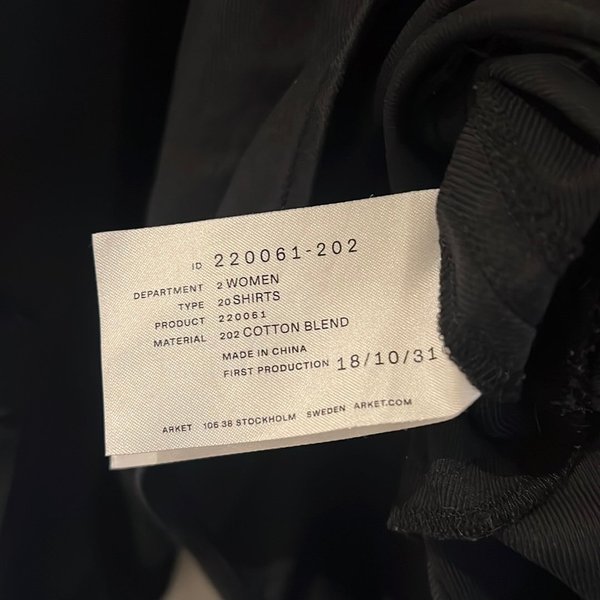 ID 220061-202
DEPARTMENT 2 WOMEN
TYPE 20 SHIRTS
PRODUCT 220061
MATERIAL 202 COTTON BLEND
MADE IN CHINA
FIRST PRODUCTION 18/10/31
ARKET 106 38 STOCKHOLM SWEDEN ARKET.COM